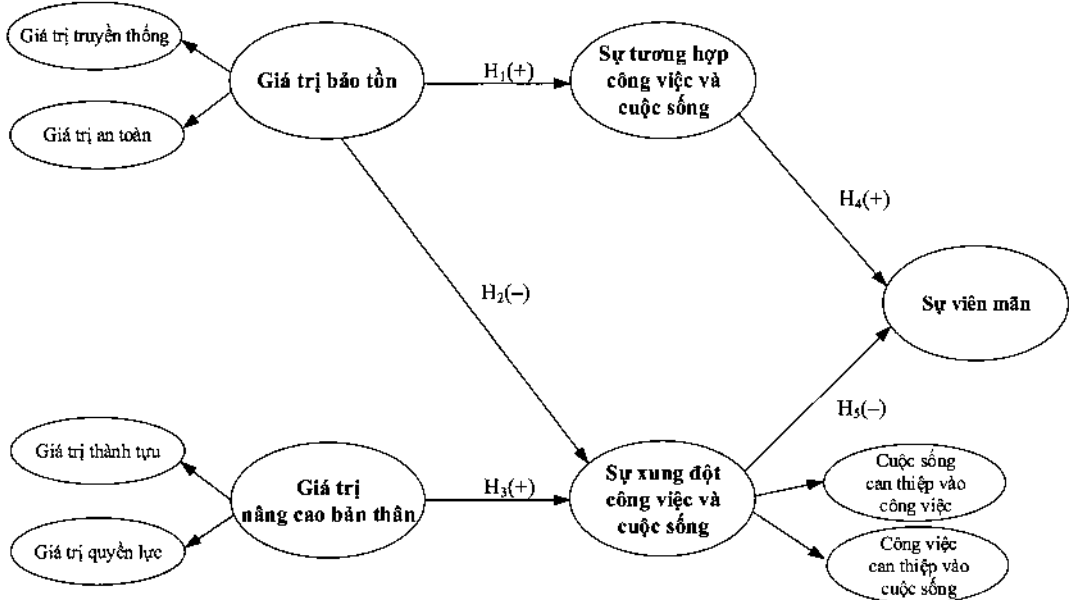 Giá trị truyền thống
Giá trị bảo tồn
Giá trị an toàn
H₁(+)
Sự tương hợp
công việc và
cuộc sống
H₄(+)
H₂(–)
Sự viên mãn
H₅(–)
Giá trị thành tựu
Giá trị
nâng cao bản thân
Giá trị quyền lực
H₃(+)
Sự xung đột
công việc và
cuộc sống
Cuộc sống
can thiệp vào
công việc
Công việc
can thiệp vào
cuộc sống